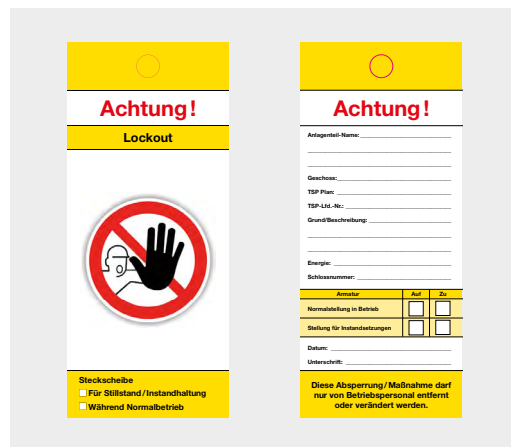 Achtung!
Lockout
Steckscheibe
Für Stillstand/Instandhaltung
Während Normalbetrieb
Achtung!
Anlagenteil-Name:
Geschoss:
TSP Plan:
TSP-Lfd.-Nr.:
Grund/Beschreibung:
Energie:
Schlossnummer:
Armatur Auf Zu
Normalstellung in Betrieb
Stellung für Instandsetzungen
Datum:
Unterschrift:
Diese Absperrung/Maßnahme darf
nur von Betriebspersonal entfernt
oder verändert werden.